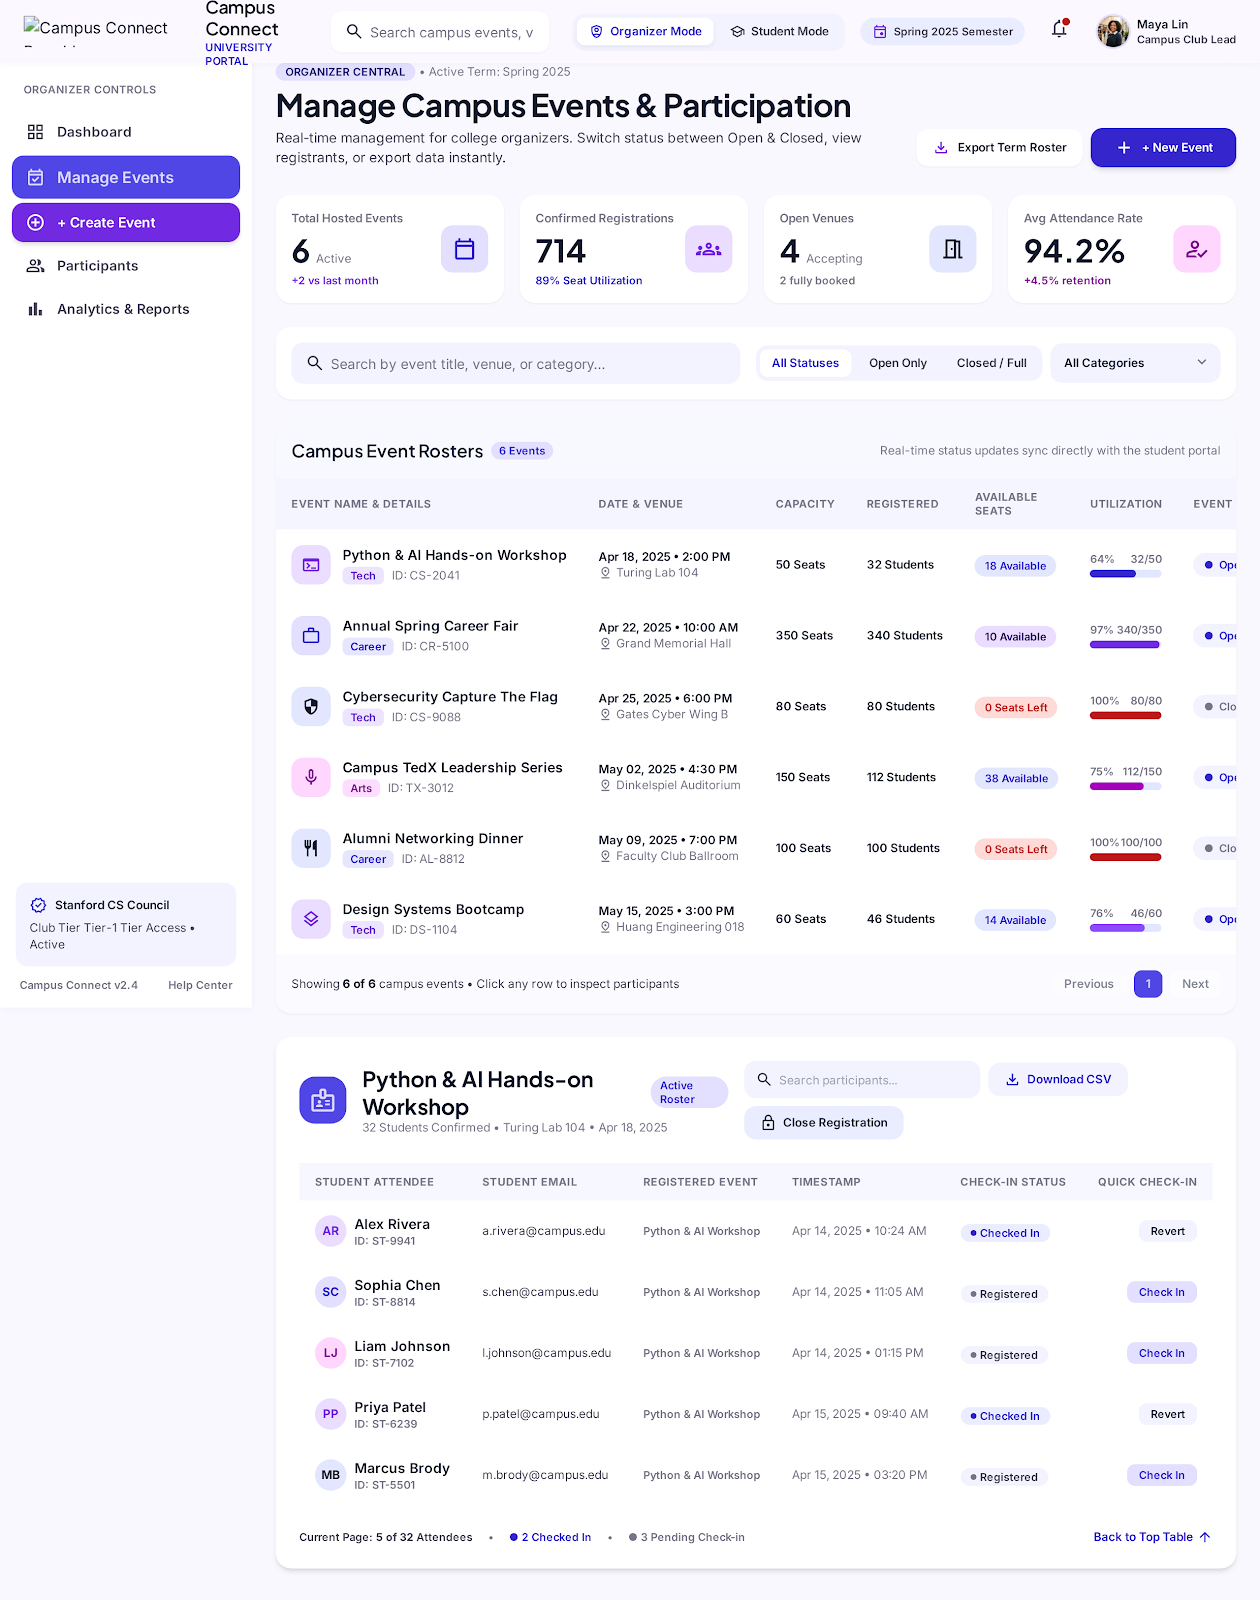 Campus Connect
Campus
Connect
UNIVERSITY
PORTAL
Search campus events, v
Organizer Mode
Student Mode
Spring 2025 Semester
Maya Lin
Campus Club Lead
ORGANIZER CONTROLS
Dashboard
Manage Events
+ Create Event
Participants
Analytics & Reports
Stanford CS Council
Club Tier Tier-1 Tier Access •
Active
Campus Connect v2.4 Help Center
ORGANIZER CENTRAL • Active Term: Spring 2025
Manage Campus Events & Participation
Real-time management for college organizers. Switch status between Open & Closed, view
registrants, or export data instantly.
Export Term Roster
+ New Event
Total Hosted Events
6 Active
+2 vs last month
Confirmed Registrations
714
89% Seat Utilization
Open Venues
4 Accepting
2 fully booked
Avg Attendance Rate
94.2%
+4.5% retention
Search by event title, venue, or category...
All Statuses Open Only Closed / Full
All Categories
Campus Event Rosters 6 Events
Real-time status updates sync directly with the student portal
EVENT NAME & DETAILS DATE & VENUE CAPACITY REGISTERED AVAILABLE SEATS UTILIZATION EVENT
Python & AI Hands-on Workshop
Tech ID: CS-2041
Apr 18, 2025 • 2:00 PM
Turing Lab 104
50 Seats 32 Students 18 Available 64% 32/50 Ope
Annual Spring Career Fair
Career ID: CR-5100
Apr 22, 2025 • 10:00 AM
Grand Memorial Hall
350 Seats 340 Students 10 Available 97% 340/350 Ope
Cybersecurity Capture The Flag
Tech ID: CS-9088
Apr 25, 2025 • 6:00 PM
Gates Cyber Wing B
80 Seats 80 Students 0 Seats Left 100% 80/80 Clo
Campus TedX Leadership Series
Arts ID: TX-3012
May 02, 2025 • 4:30 PM
Dinkelspiel Auditorium
150 Seats 112 Students 38 Available 75% 112/150 Ope
Alumni Networking Dinner
Career ID: AL-8812
May 09, 2025 • 7:00 PM
Faculty Club Ballroom
100 Seats 100 Students 0 Seats Left 100% 100/100 Clo
Design Systems Bootcamp
Tech ID: DS-1104
May 15, 2025 • 3:00 PM
Huang Engineering 018
60 Seats 46 Students 14 Available 76% 46/60 Ope
Showing 6 of 6 campus events • Click any row to inspect participants
Previous 1 Next
Python & AI Hands-on
Workshop
Active
Roster
32 Students Confirmed • Turing Lab 104 • Apr 18, 2025
Search participants...
Download CSV
Close Registration
STUDENT ATTENDEE STUDENT EMAIL REGISTERED EVENT TIMESTAMP CHECK-IN STATUS QUICK CHECK-IN
AR Alex Rivera
ID: ST-9941
a.rivera@campus.edu Python & AI Workshop Apr 14, 2025 • 10:24 AM Checked In Revert
SC Sophia Chen
ID: ST-8814
s.chen@campus.edu Python & AI Workshop Apr 14, 2025 • 11:05 AM Registered Check In
LJ Liam Johnson
ID: ST-7102
l.johnson@campus.edu Python & AI Workshop Apr 14, 2025 • 01:15 PM Registered Check In
PP Priya Patel
ID: ST-6239
p.patel@campus.edu Python & AI Workshop Apr 15, 2025 • 09:40 AM Checked In Revert
MB Marcus Brody
ID: ST-5501
m.brody@campus.edu Python & AI Workshop Apr 15, 2025 • 03:20 PM Registered Check In
Current Page: 5 of 32 Attendees • 2 Checked In • 3 Pending Check-in
Back to Top Table